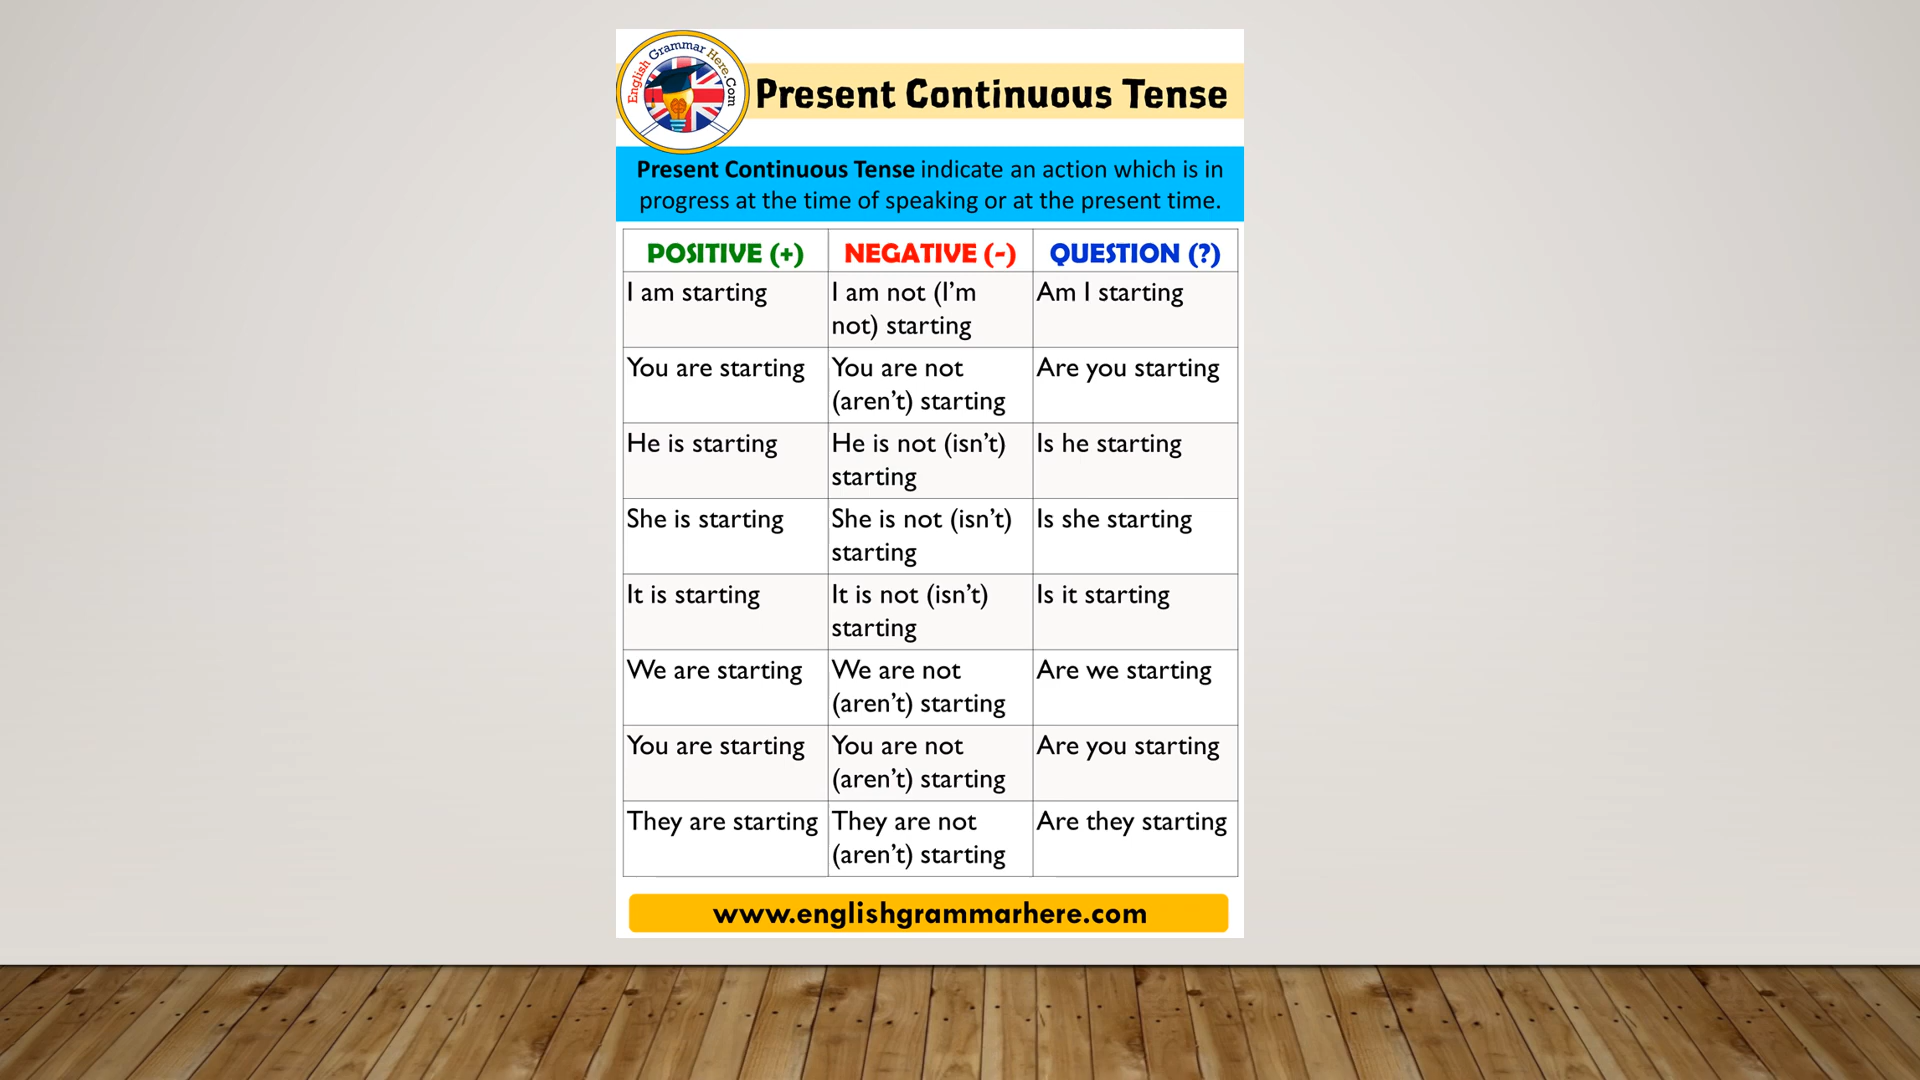 English Grammar Here.Com
Present Continuous Tense
Present Continuous Tense indicate an action which is in
progress at the time of speaking or at the present time.
POSITIVE (+) NEGATIVE (-) QUESTION (?)
I am starting I am not (I’m Am I starting
not) starting
You are starting You are not Are you starting
(aren’t) starting
He is starting He is not (isn’t) Is he starting
starting
She is starting She is not (isn’t) Is she starting
starting
It is starting It is not (isn’t) Is it starting
starting
We are starting We are not Are we starting
(aren’t) starting
You are starting You are not Are you starting
(aren’t) starting
They are starting They are not Are they starting
(aren’t) starting
www.englishgrammarhere.com